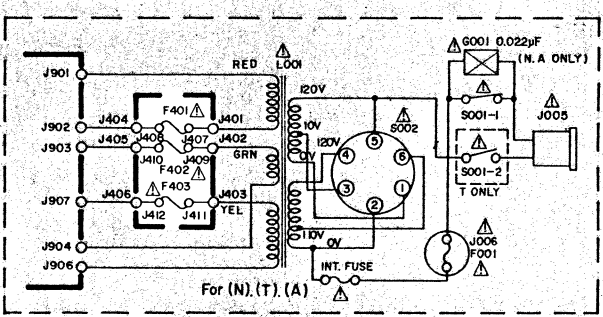 G001 0.022µF
(N.A ONLY)
L001
RED
J901
120V
S001-1
J005
F401
J404
J401
10V
S002
J902
J408
J407
J402
120V
5
J903
J405
4
6
J410
J409
GRN
0V
S001-2
F402
3
1
T ONLY
F403
J907
J406
J403
2
J412
J411
YEL
110V
J904
0V
J006
F001
J906
INT. FUSE
For (N).(T).(A)